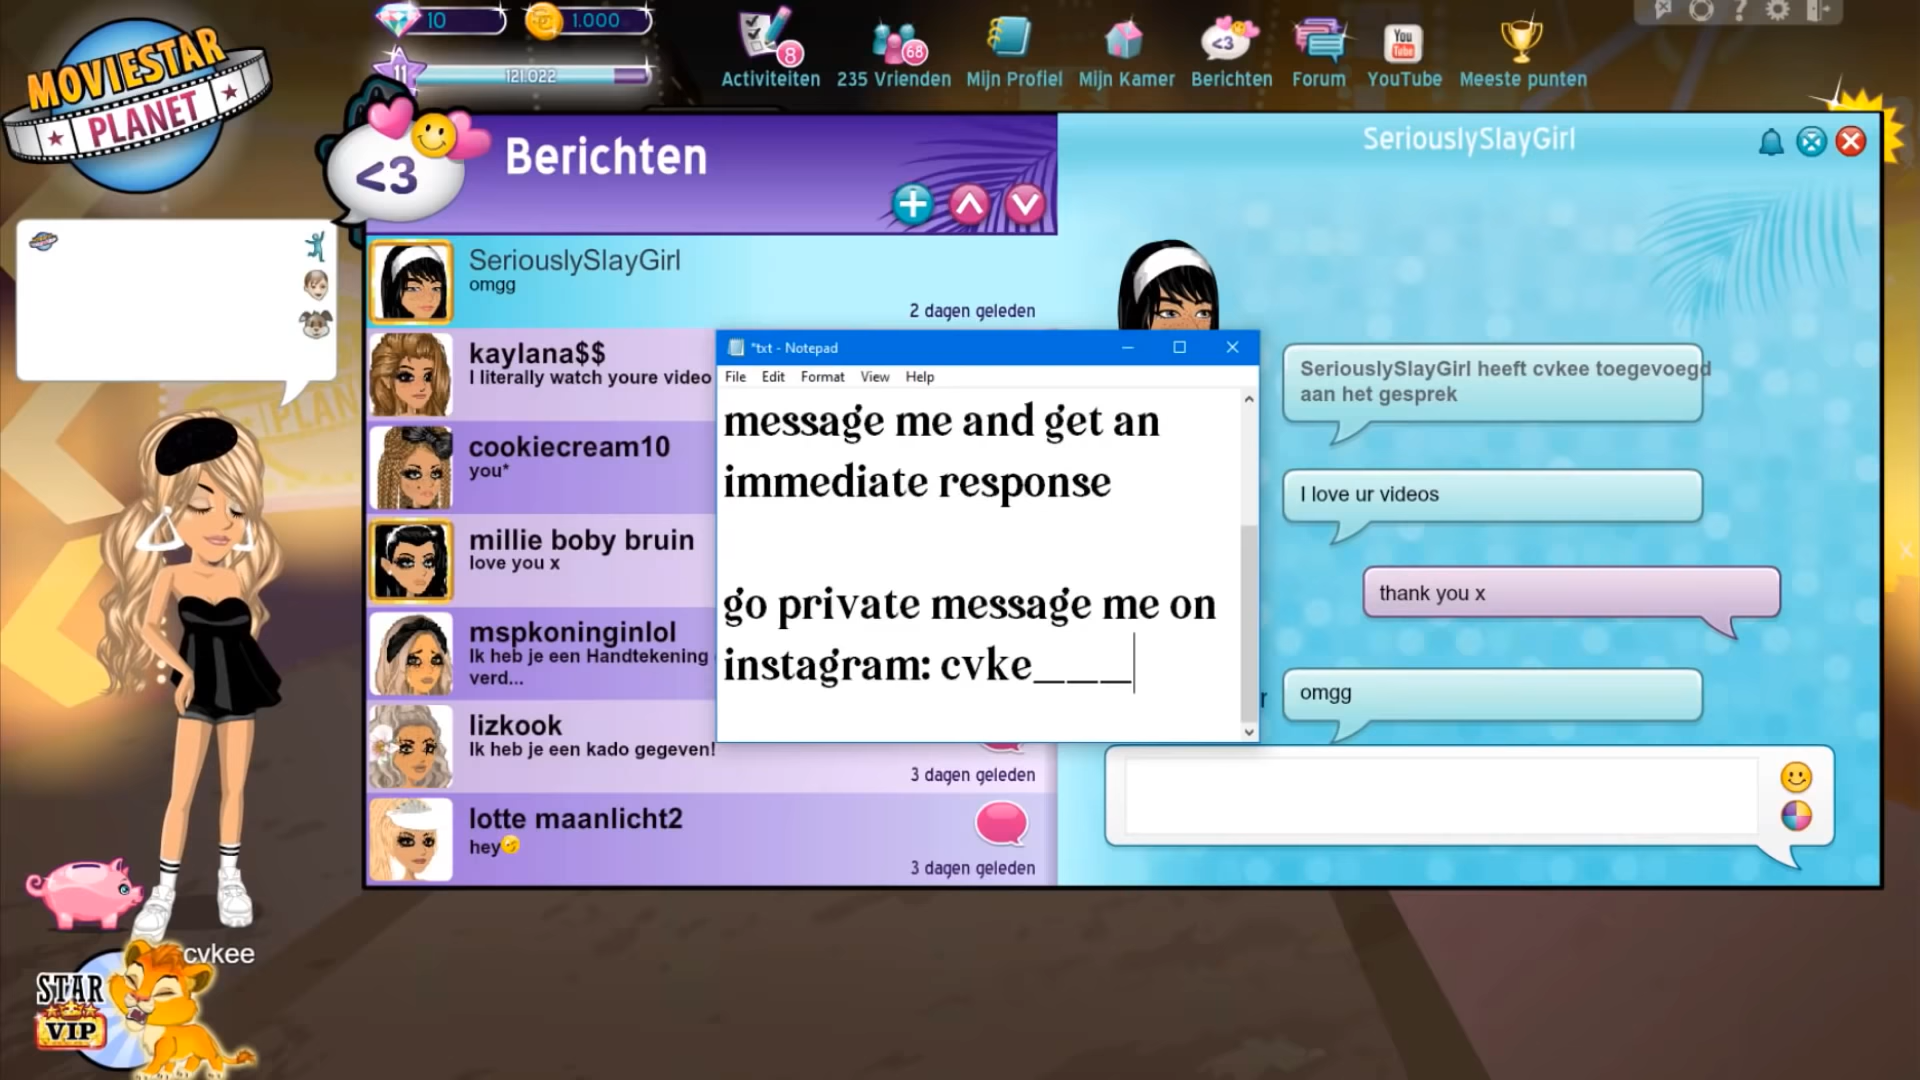 MOVIESTAR
PLANET
10
1.000
11
121.022
8
Activiteiten
68
235 Vrienden
Mijn Profiel
Mijn Kamer
<3
Berichten
Forum
You
Tube
YouTube
Meeste punten
<3
Berichten
SeriouslySlayGirl
omgg
2 dagen geleden
kaylana$$
I literally watch youre video
cookiecream10
you*
millie boby bruin
love you x
mspkoninginlol
Ik heb je een Handtekening
verd...
lizkook
Ik heb je een kado gegeven!
3 dagen geleden
lotte maanlicht2
hey
3 dagen geleden
*txt - Notepad
File Edit Format View Help
message me and get an
immediate response
go private message me on
instagram: cvke___
SeriouslySlayGirl
SeriouslySlayGirl heeft cvkee toegevoegd
aan het gesprek
I love ur videos
thank you x
r
omgg
cvkee
STAR
VIP